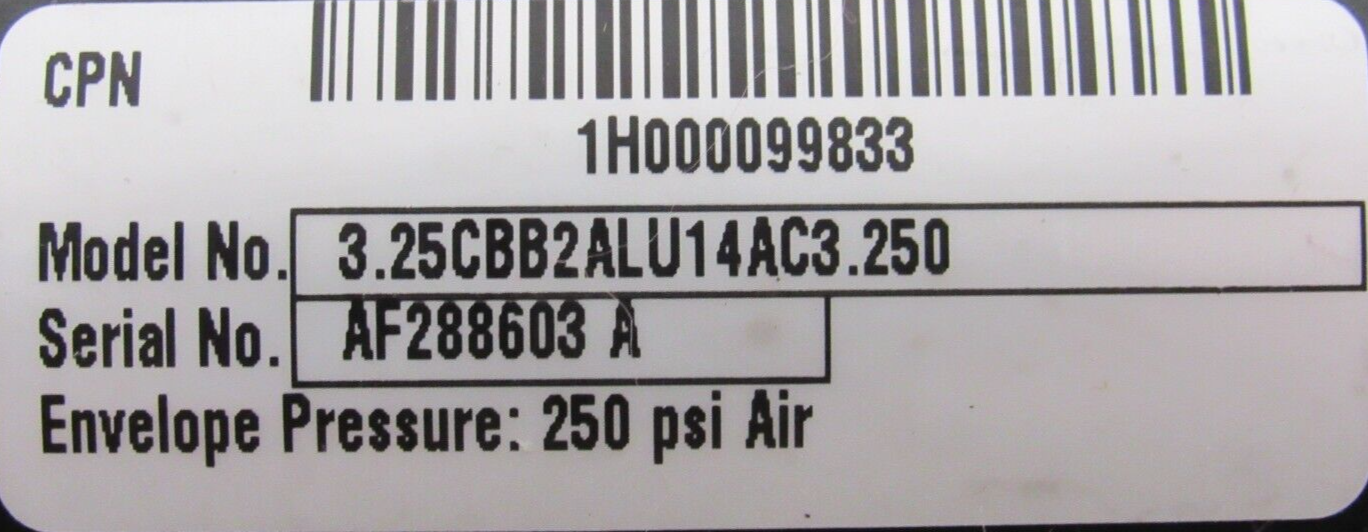 CPN
1H000099833
Model No. 3.25CBB2ALU14AC3.250
Serial No. AF288603 A
Envelope Pressure: 250 psi Air